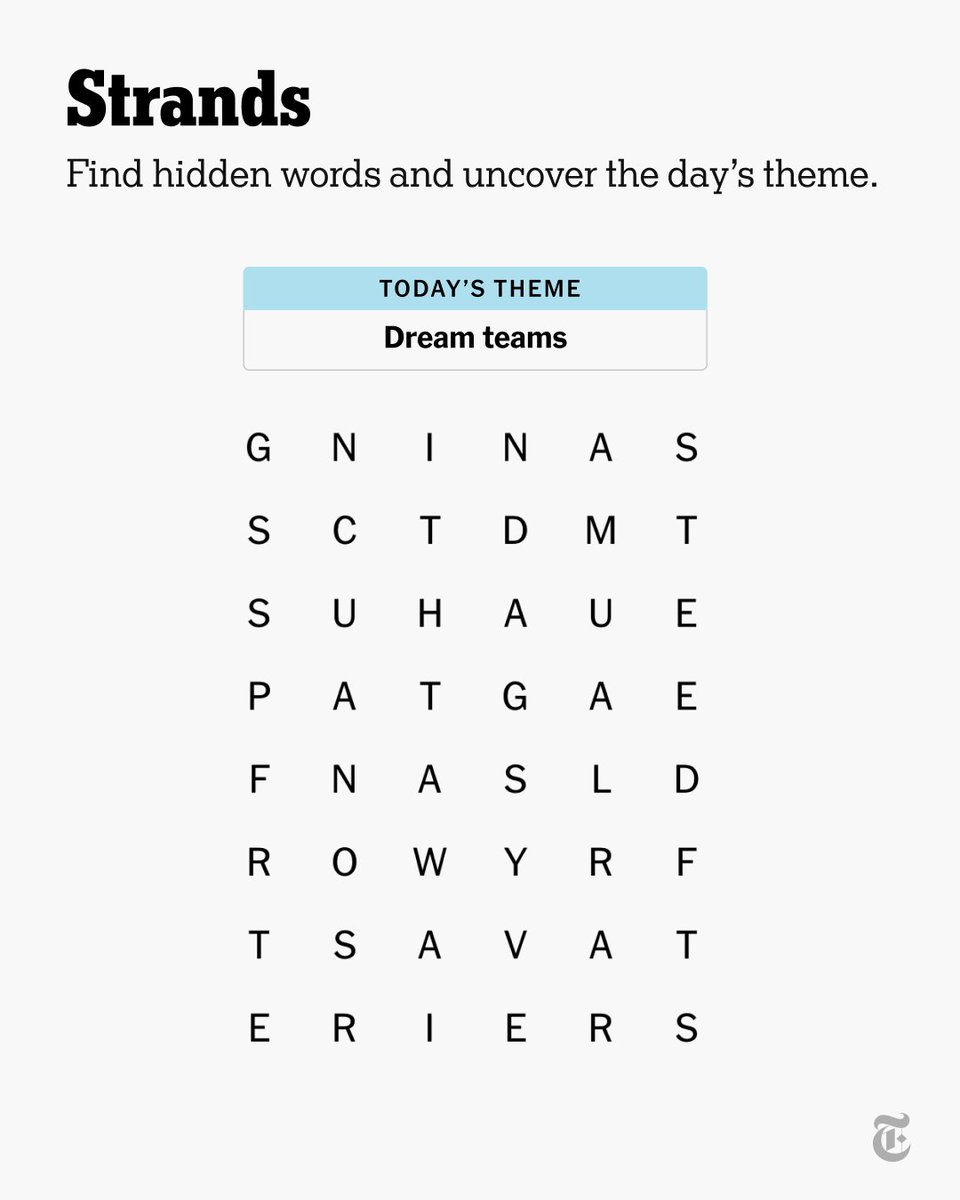 Strands
Find hidden words and uncover the day’s theme.
TODAY’S THEME
Dream teams
G N I N A S
S C T D M T
S U H A U E
P A T G A E
F N A S L D
R O W Y R F
T S A V A T
E R I E R S
T